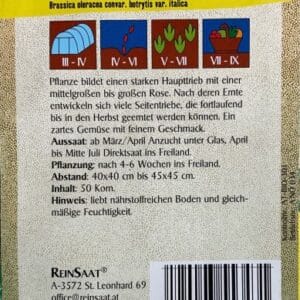 Brassica oleracea convar. botrytis var. italica
III - IV
IV - VI
V - VII
VII - IX
Pflanze bildet einen starken Haupttrieb mit einer
mittelgroßen bis großen Rose. Nach deren Ernte
entwickeln sich viele Seitentriebe, die fortlaufend
bis in den Herbst geerntet werden können. Ein
zartes Gemüse mit feinem Geschmack.
Aussaat: ab März/April Anzucht unter Glas, April
bis Mitte Juli Direktsaat ins Freiland.
Pflanzung: nach 4-6 Wochen ins Freiland.
Abstand: 40x40 cm bis 45x45 cm.
Inhalt: 50 Korn.
Hinweis: liebt nährstoffreichen Boden und gleich-
mäßige Feuchtigkeit.
REINSAAT®
A-3572 St. Leonhard 69
office@reinsaat.at